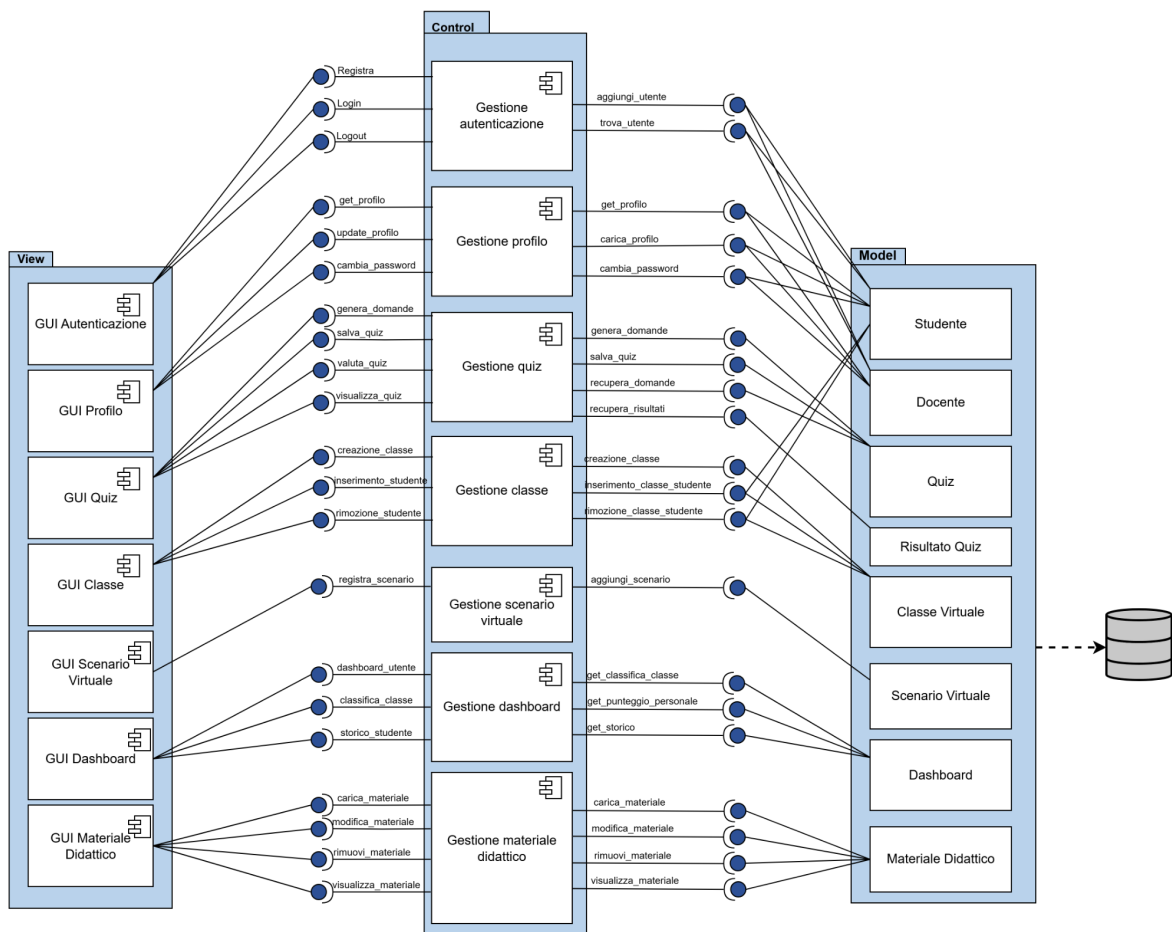 View
GUI Autenticazione
GUI Profilo
GUI Quiz
GUI Classe
GUI Scenario
Virtuale
GUI Dashboard
GUI Materiale
Didattico
Registra
Login
Logout
get_profilo
update_profilo
cambia_password
genera_domande
salva_quiz
valuta_quiz
visualizza_quiz
creazione_classe
inserimento_studente
rimozione_studente
registra_scenario
dashboard_utente
classifica_classe
storico_studente
carica_materiale
modifica_materiale
rimuovi_materiale
visualizza_materiale
Control
Gestione
autenticazione
Gestione profilo
Gestione quiz
Gestione classe
Gestione scenario
virtuale
Gestione dashboard
Gestione materiale
didattico
aggiungi_utente
trova_utente
get_profilo
carica_profilo
cambia_password
genera_domande
salva_quiz
recupera_domande
recupera_risultati
creazione_classe
inserimento_classe_studente
rimozione_classe_studente
aggiungi_scenario
get_classifica_classe
get_punteggio_personale
get_storico
carica_materiale
modifica_materiale
rimuovi_materiale
visualizza_materiale
Model
Studente
Docente
Quiz
Risultato Quiz
Classe Virtuale
Scenario Virtuale
Dashboard
Materiale Didattico